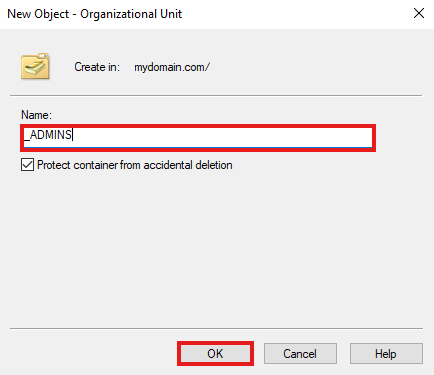 New Object - Organizational Unit
Create in: mydomain.com/
Name:
_ADMINS
Protect container from accidental deletion
OK Cancel Help